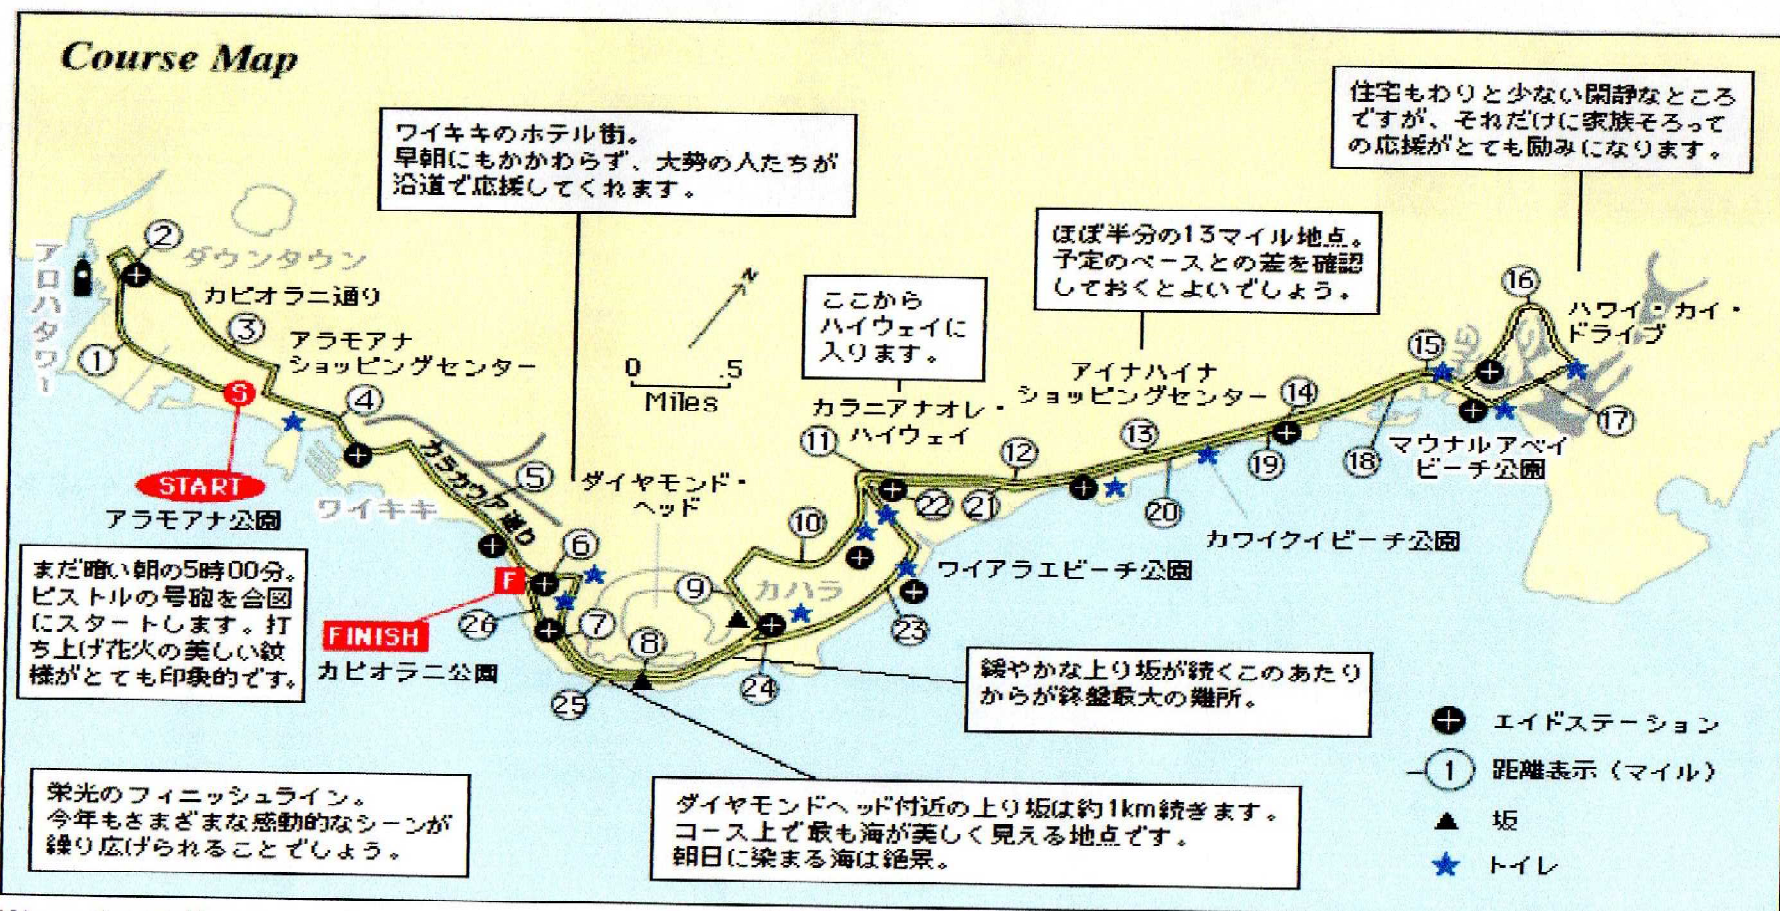 Course Map
住宅もわりと少ない閑静なところ
ですが、それだけに家族そろって
の応援がとても励みになります。
ワイキキのホテル街。
早朝にもかかわらず、大勢の人たちが
沿道で応援してくれます。
ほぼ半分の13マイル地点。
予定のペースとの差を確認
しておくとよいでしょう。
ここから
ハイウェイに
入ります。
アロハタワー
2
ダウンタウン
カピオラニ通り
3
アラモアナ
ショッピングセンター
1
S
4
N
0 .5
Miles
START
アラモアナ公園
ワイキキ
カラカウア通り
5
ダイヤモンド・
ヘッド
カラニアナオレ・
ハイウェイ
11
アイナハイナ
ショッピングセンター
12
13
14
15
16
ハワイ・カイ・
ドライブ
17
マウナルアベイ
ビーチ公園
18
19
20
21
22
カワイクイビーチ公園
10
カハラ
9
ワイアラエビーチ公園
23
6
F
FINISH
カピオラニ公園
26
7
8
25
24
まだ暗い朝の5時00分。
ピストルの号砲を合図
にスタートします。打
ち上げ花火の美しい紋
様がとても印象的です。
緩やかな上り坂が続くこのあたり
からが終盤最大の難所。
栄光のフィニッシュライン。
今年もさまざまな感動的なシーンが
繰り広げられることでしょう。
ダイヤモンドヘッド付近の上り坂は約1km続きます。
コース上で最も海が美しく見える地点です。
朝日に染まる海は絶景。
エイドステーション
1 距離表示(マイル)
坂
トイレ